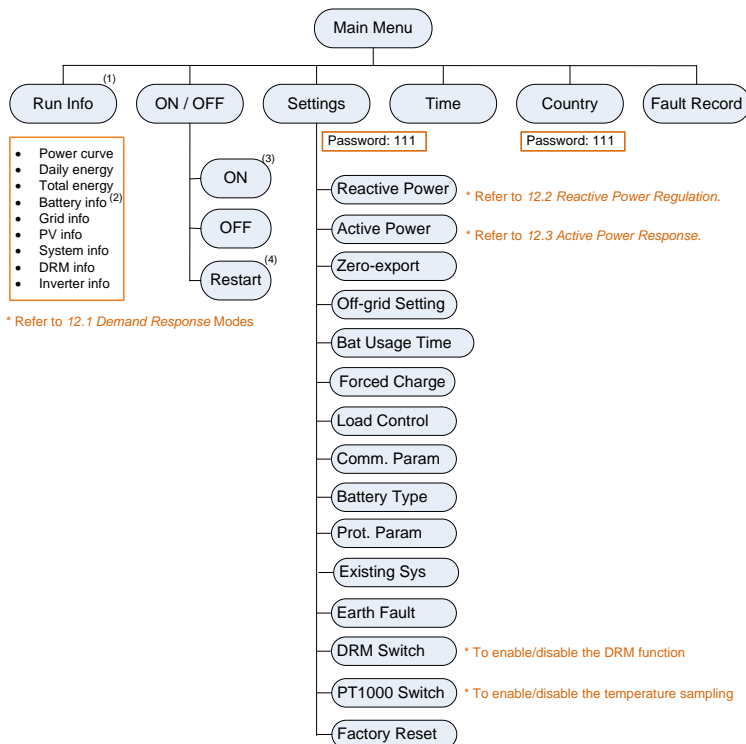 Main Menu
Run Info (1)
ON / OFF
Settings
Time
Country
Fault Record
Password: 111
Password: 111
• Power curve
• Daily energy
• Total energy
• Battery info (2)
• Grid info
• PV info
• System info
• DRM info
• Inverter info
* Refer to 12.1 Demand Response Modes
ON (3)
OFF
Restart (4)
Reactive Power * Refer to 12.2 Reactive Power Regulation.
Active Power * Refer to 12.3 Active Power Response.
Zero-export
Off-grid Setting
Bat Usage Time
Forced Charge
Load Control
Comm. Param
Battery Type
Prot. Param
Existing Sys
Earth Fault
DRM Switch * To enable/disable the DRM function
PT1000 Switch * To enable/disable the temperature sampling
Factory Reset